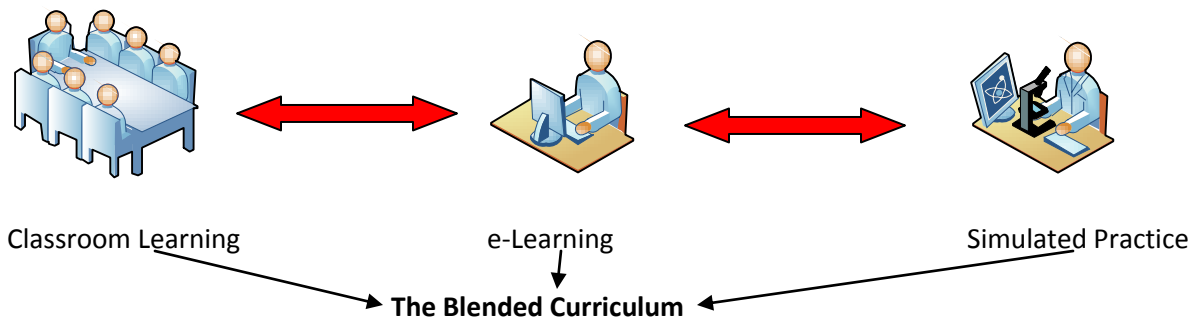 Classroom Learning
e-Learning
Simulated Practice
The Blended Curriculum